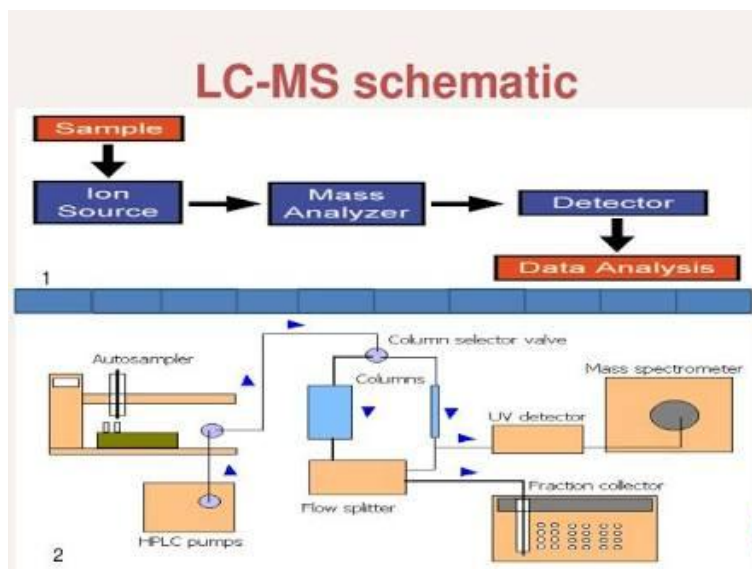 LC-MS schematic
Sample
Ion
Source
Mass
Analyzer
Detector
Data Analysis
1
Column selector valve
Autosampler
Columns
Mass spectrometer
UV detector
Flow splitter
Fraction collector
HPLC pumps
2